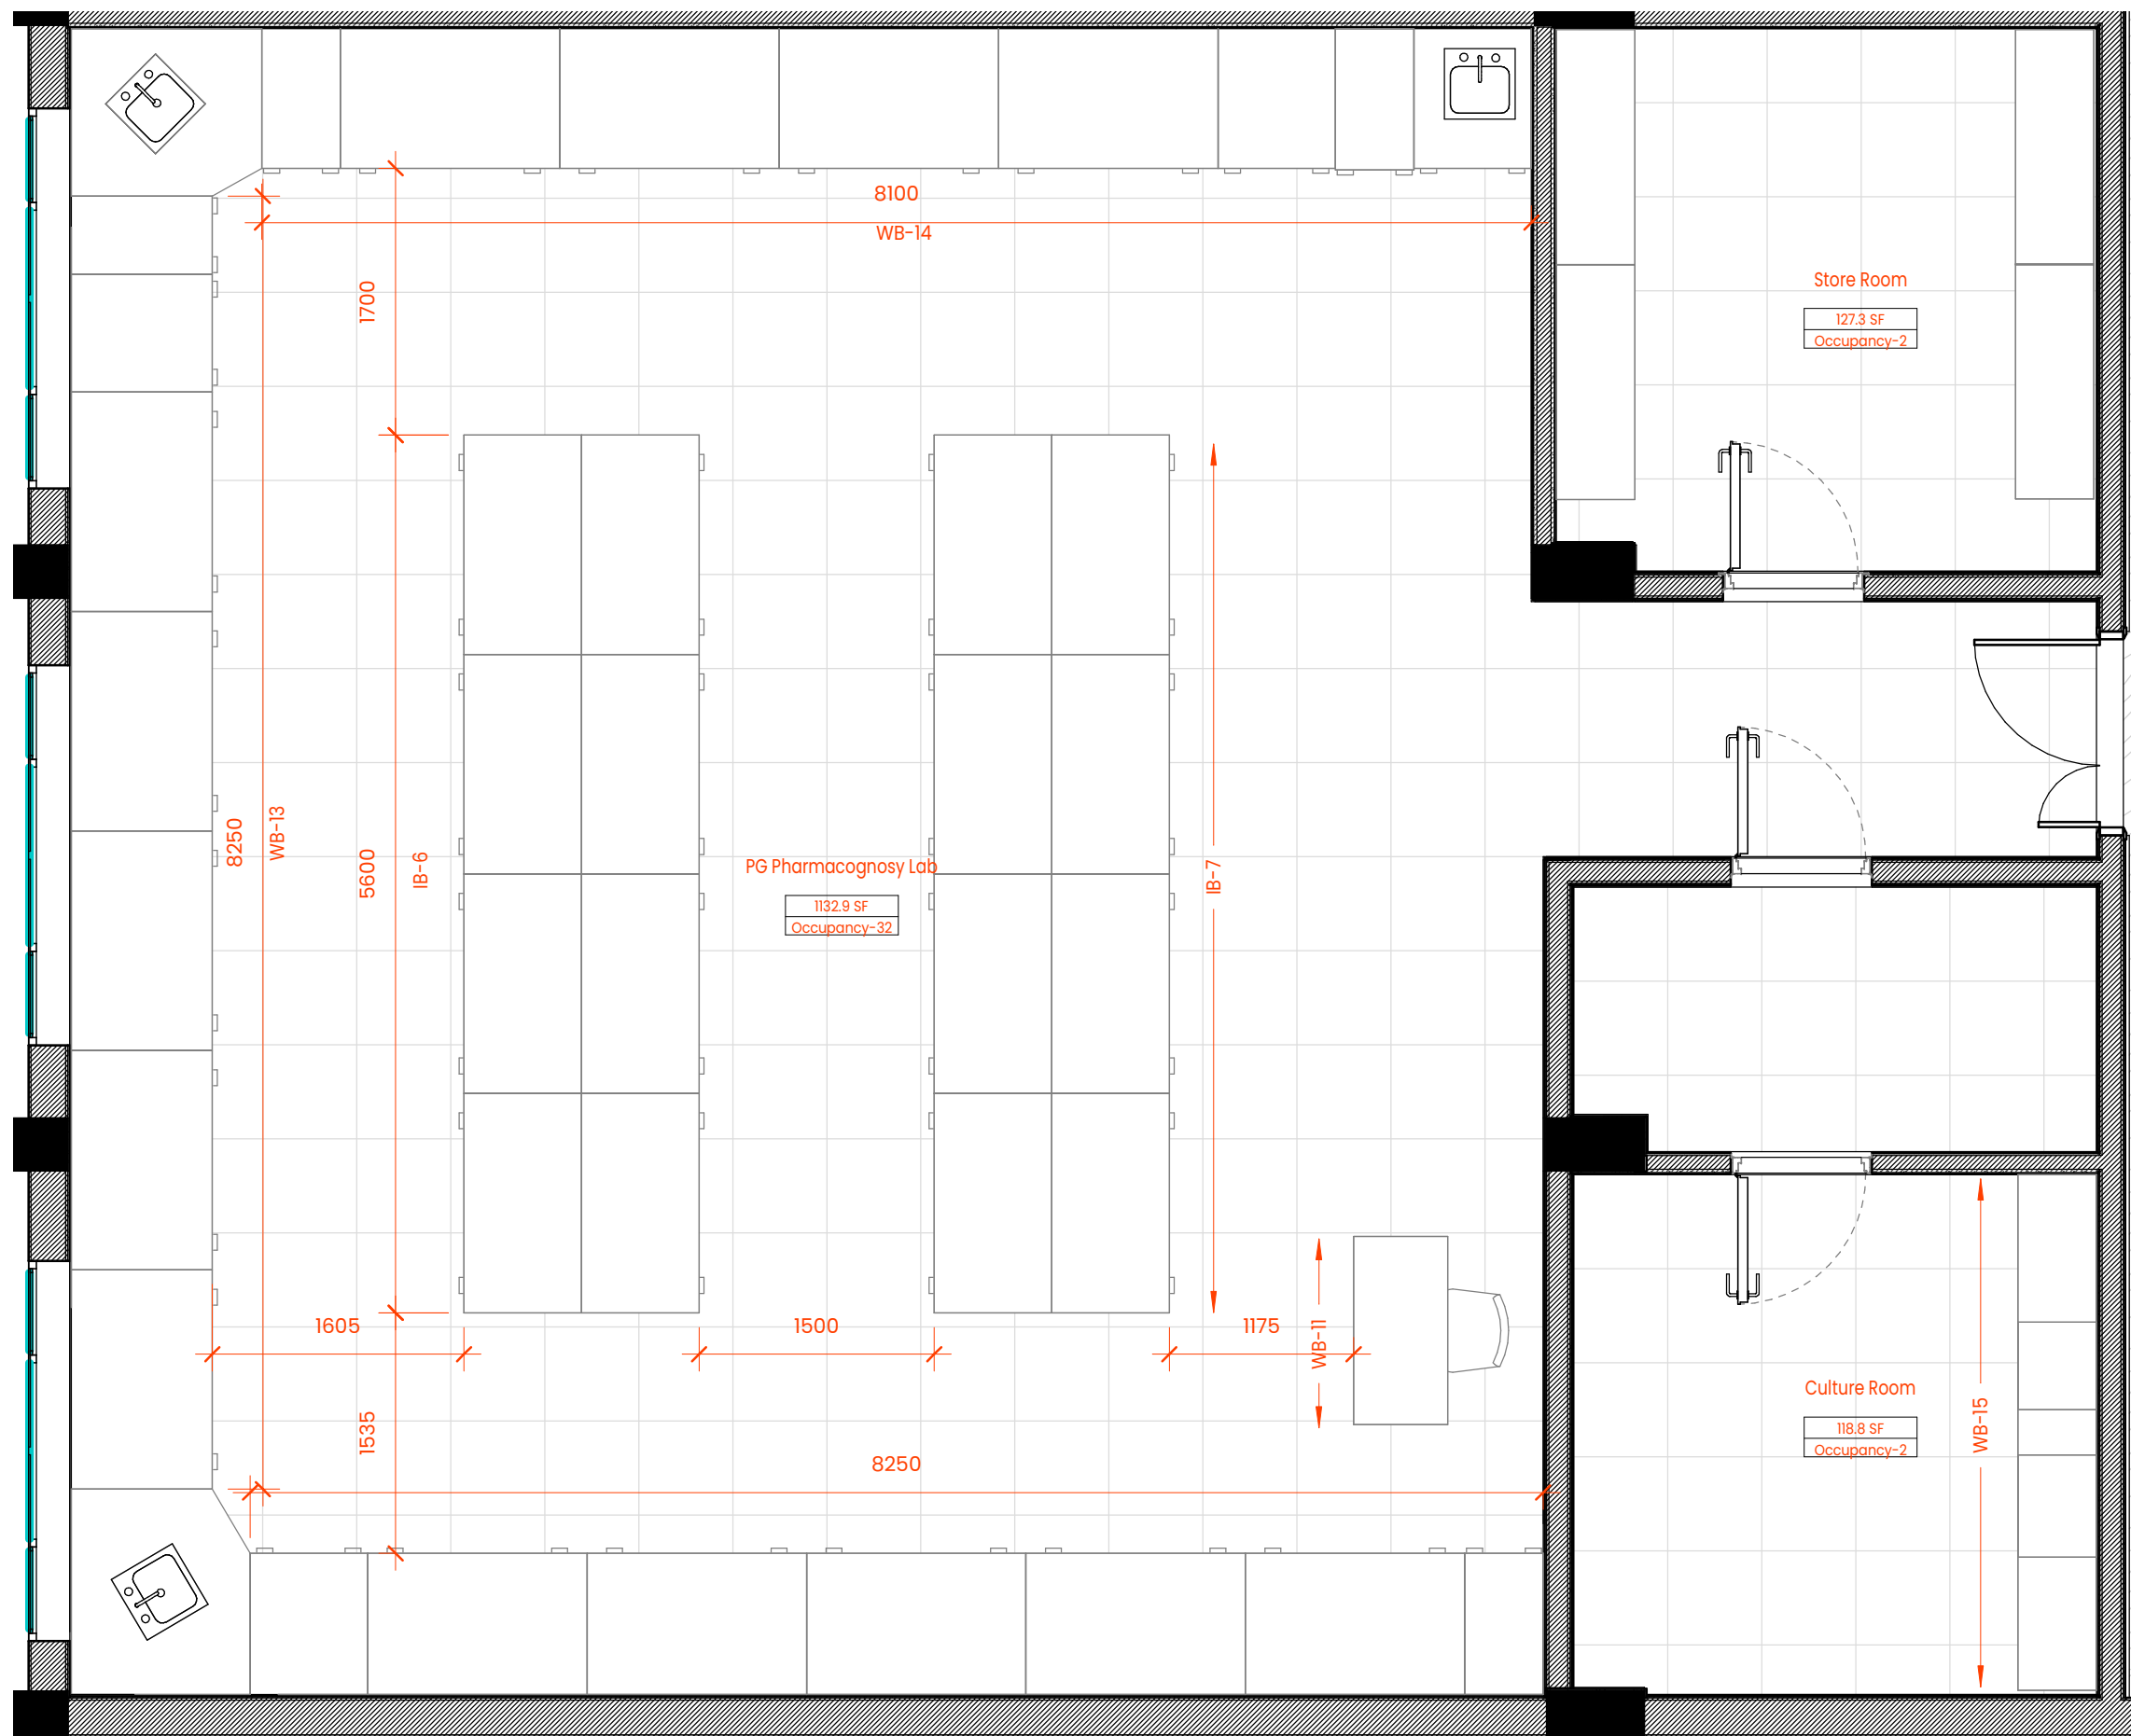 8100
WB-14
1700
Store Room
127.3 SF
Occupancy-2
8250
WB-13
5600
IB-6
PG Pharmacognosy Lab
1132.9 SF
Occupancy-32
IB-7
1605
1500
1175
WB-11
1535
8250
Culture Room
118.8 SF
Occupancy-2
WB-15